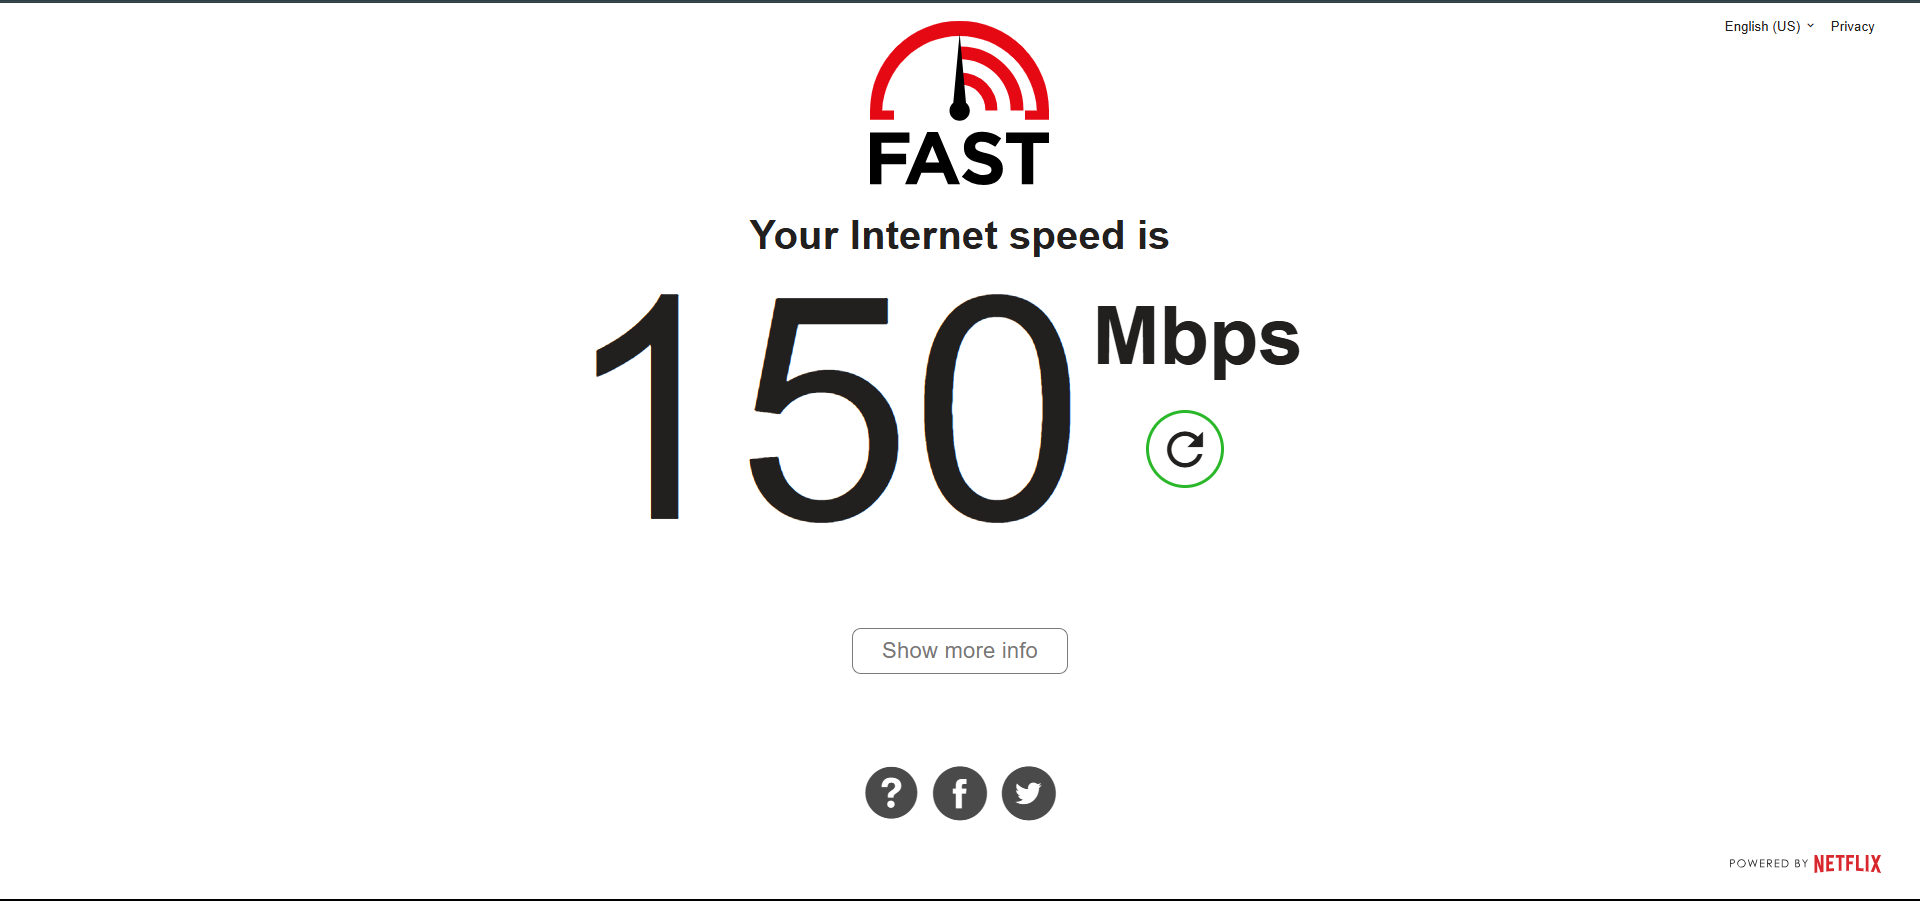 English (US) Privacy
FAST
Your Internet speed is
150 Mbps
Show more info
POWERED BY NETFLIX